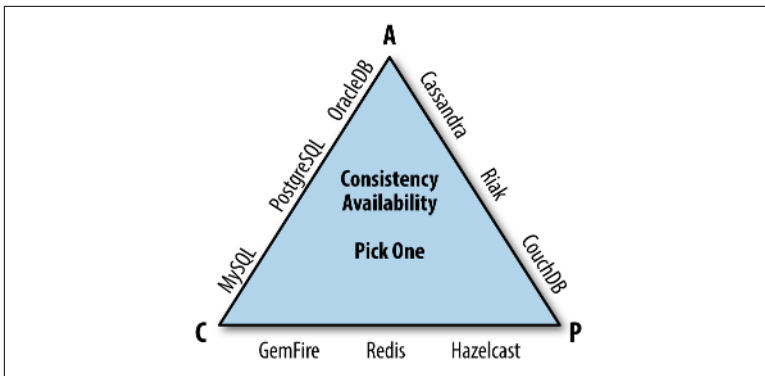 A
OracleDB
Cassandra
PostgreSQL
Riak
Consistency
Availability
Pick One
MySQL
CouchDB
C
P
GemFire Redis Hazelcast